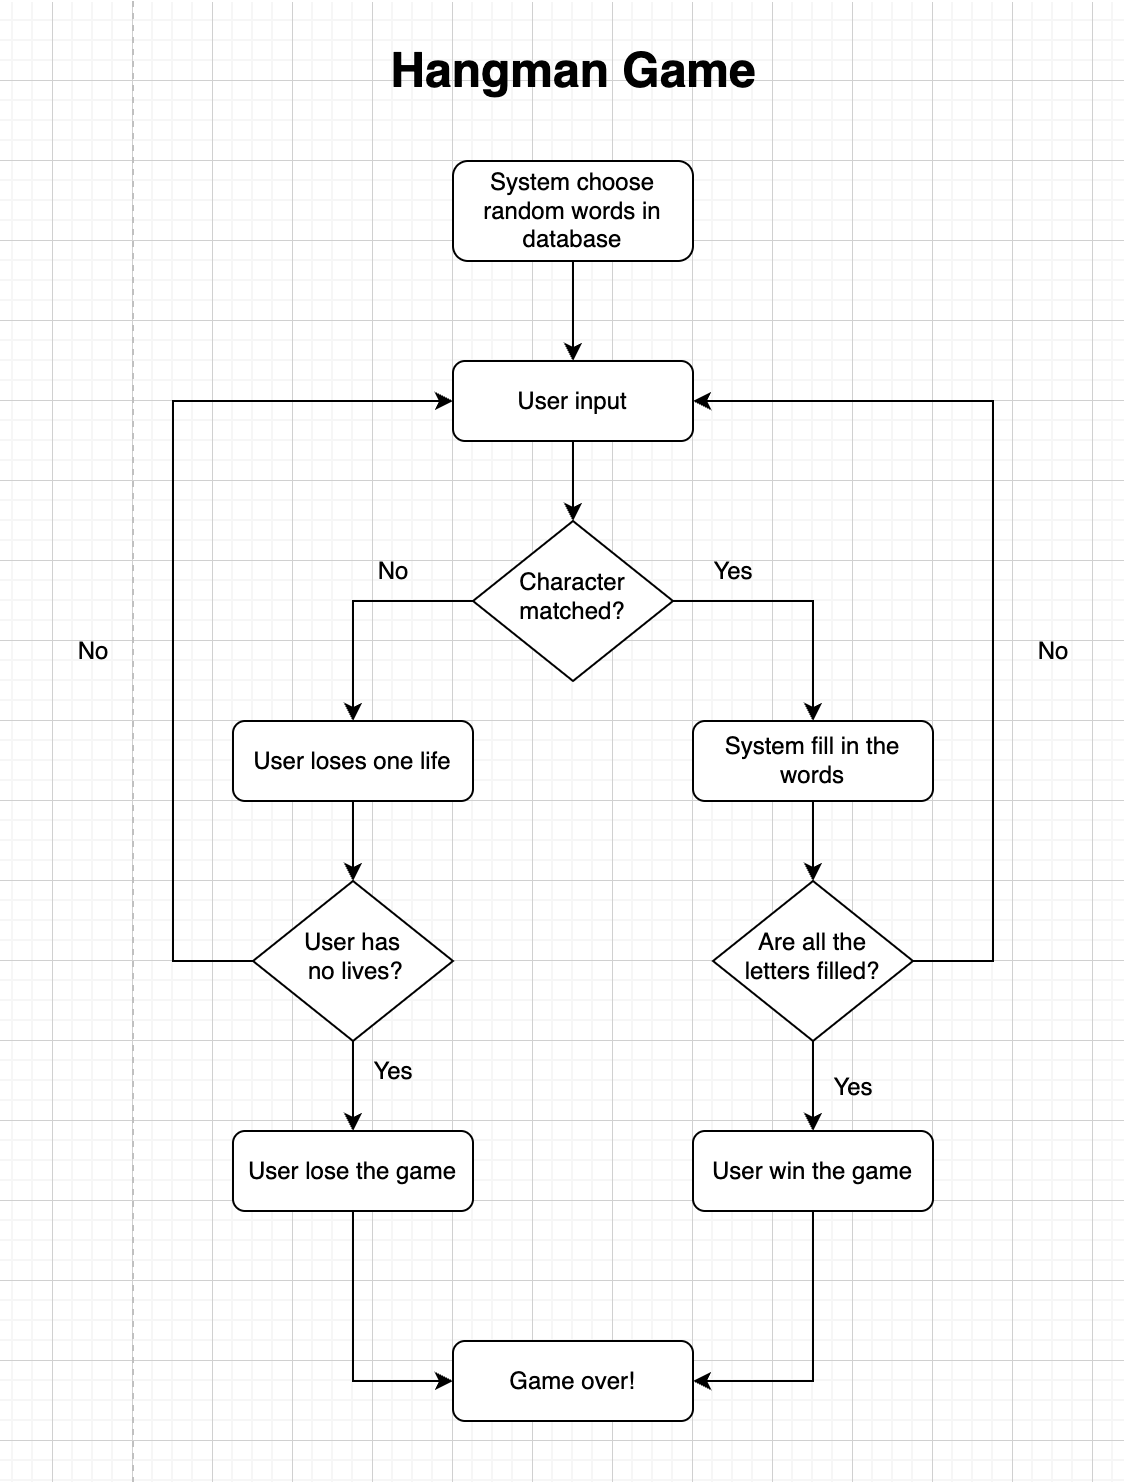 Hangman Game
System choose
random words in
database
User input
Character
matched?
No
Yes
No
No
User loses one life
System fill in the
words
User has
no lives?
Are all the
letters filled?
Yes
Yes
User lose the game
User win the game
Game over!